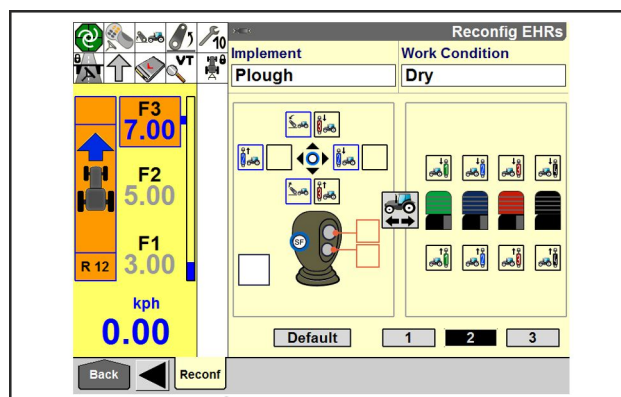 Reconfig EHRs
5
10
VT
Implement
Work Condition
Plough
Dry
F3
7.00
F2
5.00
F1
R 12
3.00
SF
kph
0.00
Default
1
2
3
Back
Reconf